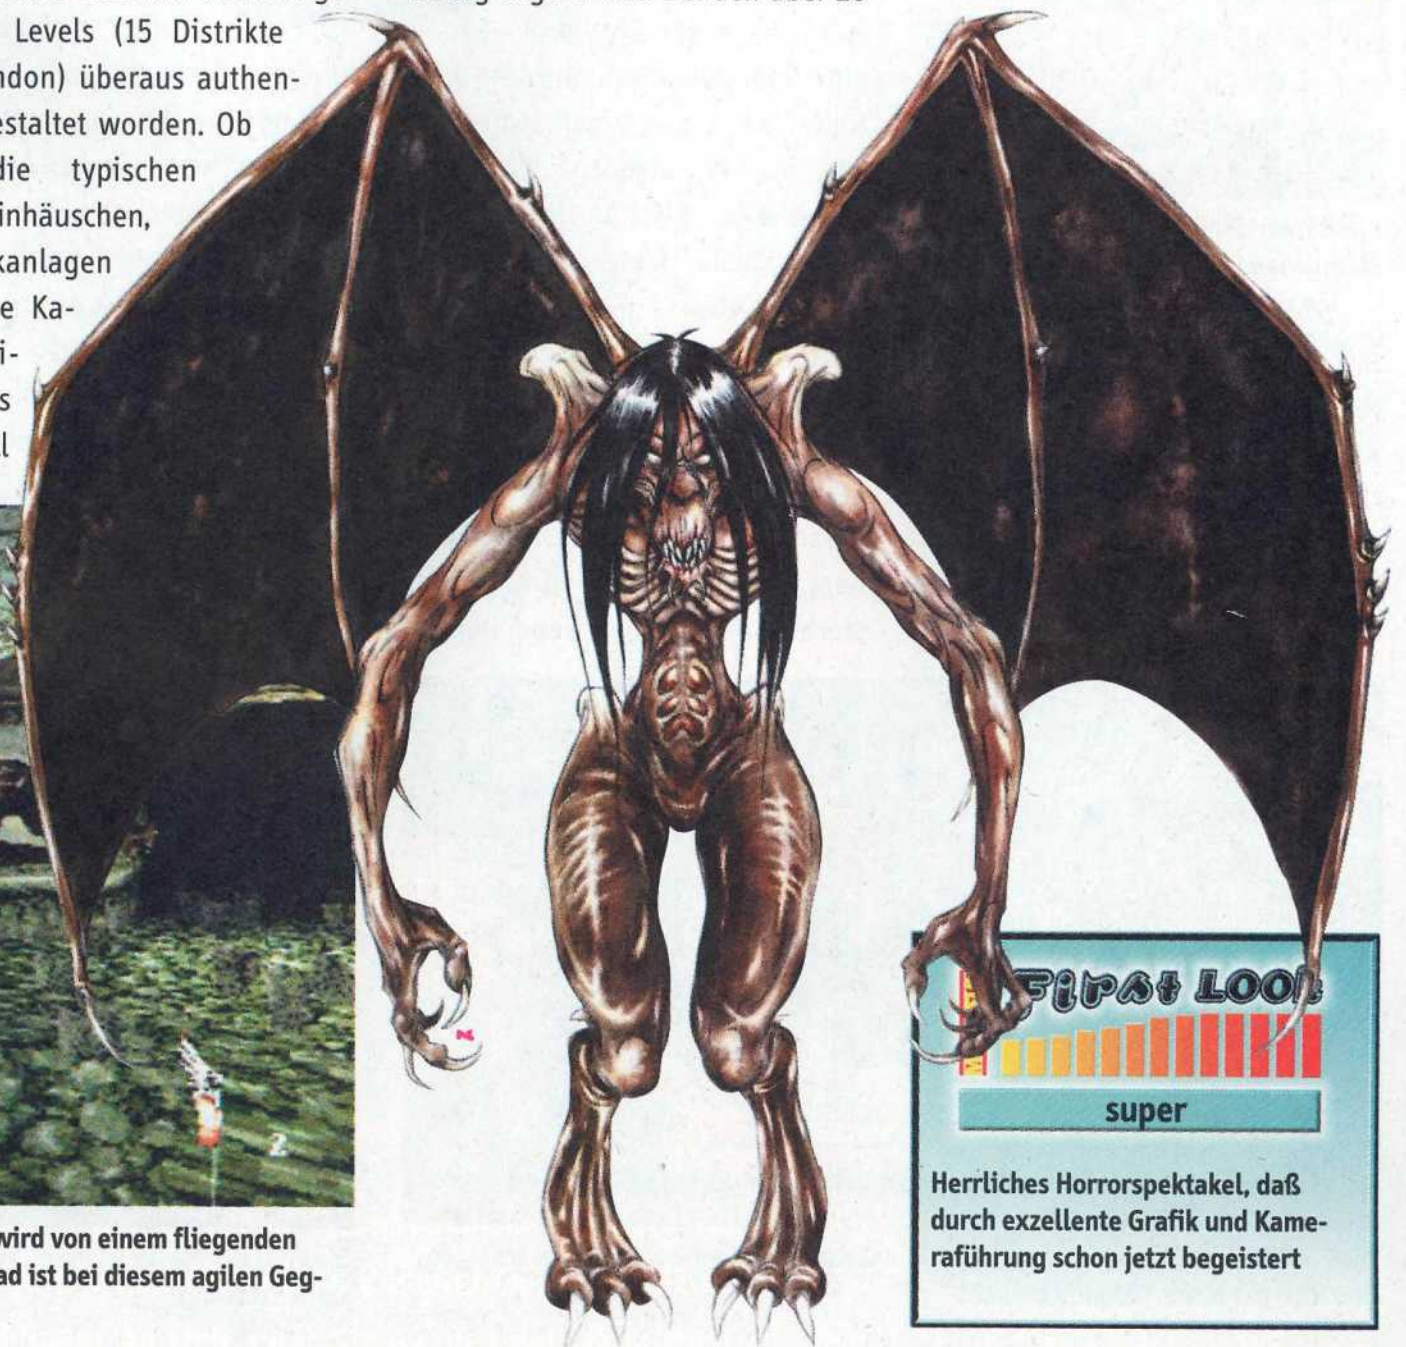 Levels (15 Distrikte
ndon) überaus authen-
estaltet worden. Ob
die typischen
inhäuschen,
kanlagen
e Ka-
i-
s
l
2
wird von einem fliegenden
ad ist bei diesem agilen Geg-
First LOOK
super
Herrliches Horrorspektakel, daß
durch exzellente Grafik und Kame-
raführung schon jetzt begeistert